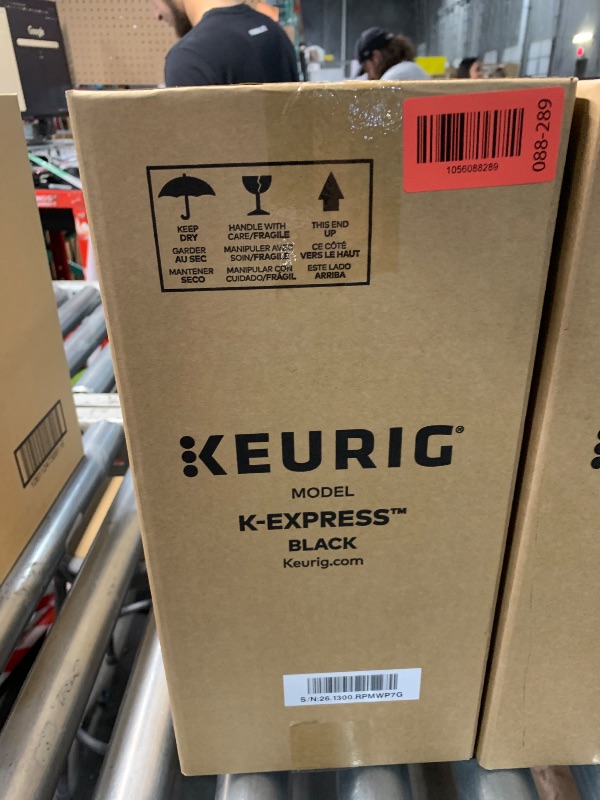 Google
1056088289
088-289
KEEP
DRY
GARDER
AU SEC
MANTENER
SECO
HANDLE WITH
CARE/FRAGILE
MANIPULER AVEC
SOIN/FRAGILE
MANIPULAR CON
CUIDADO/FRÁGIL
THIS END
UP
CE CÔTÉ
VERS LE HAUT
ESTE LADO
ARRIBA
KEURIG®
MODEL
K-EXPRESS™
BLACK
Keurig.com
S/N:26.1300.RPMWP7G